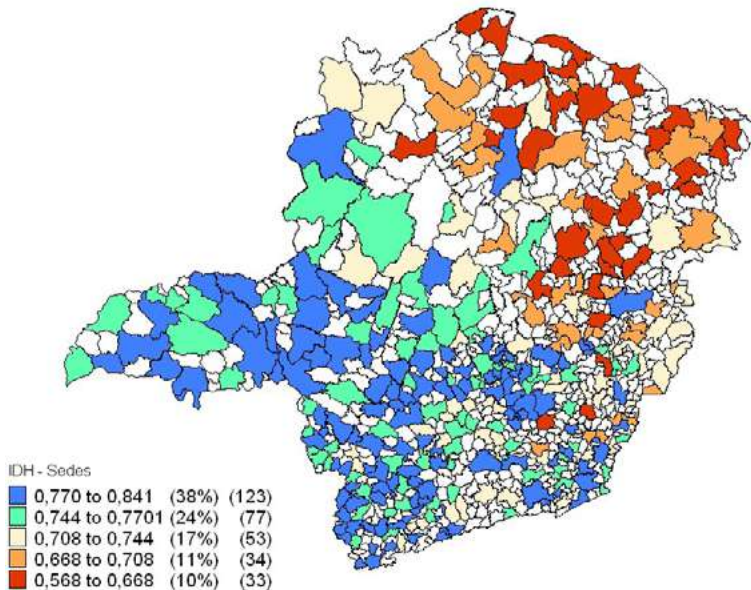 IDH - Sedes
0,770 to 0,841 (38%) (123)
0,744 to 0,7701 (24%) (77)
0,708 to 0,744 (17%) (53)
0,668 to 0,708 (11%) (34)
0,568 to 0,668 (10%) (33)